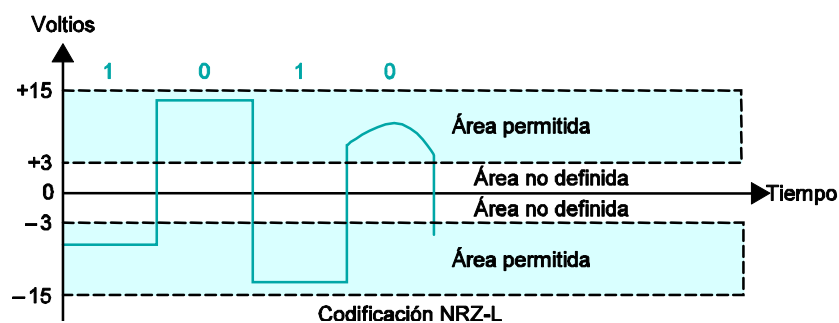 Voltios
1 0 1 0
+15
Área permitida
+3
Área no definida
0
Tiempo
Área no definida
–3
Área permitida
–15
Codificación NRZ-L